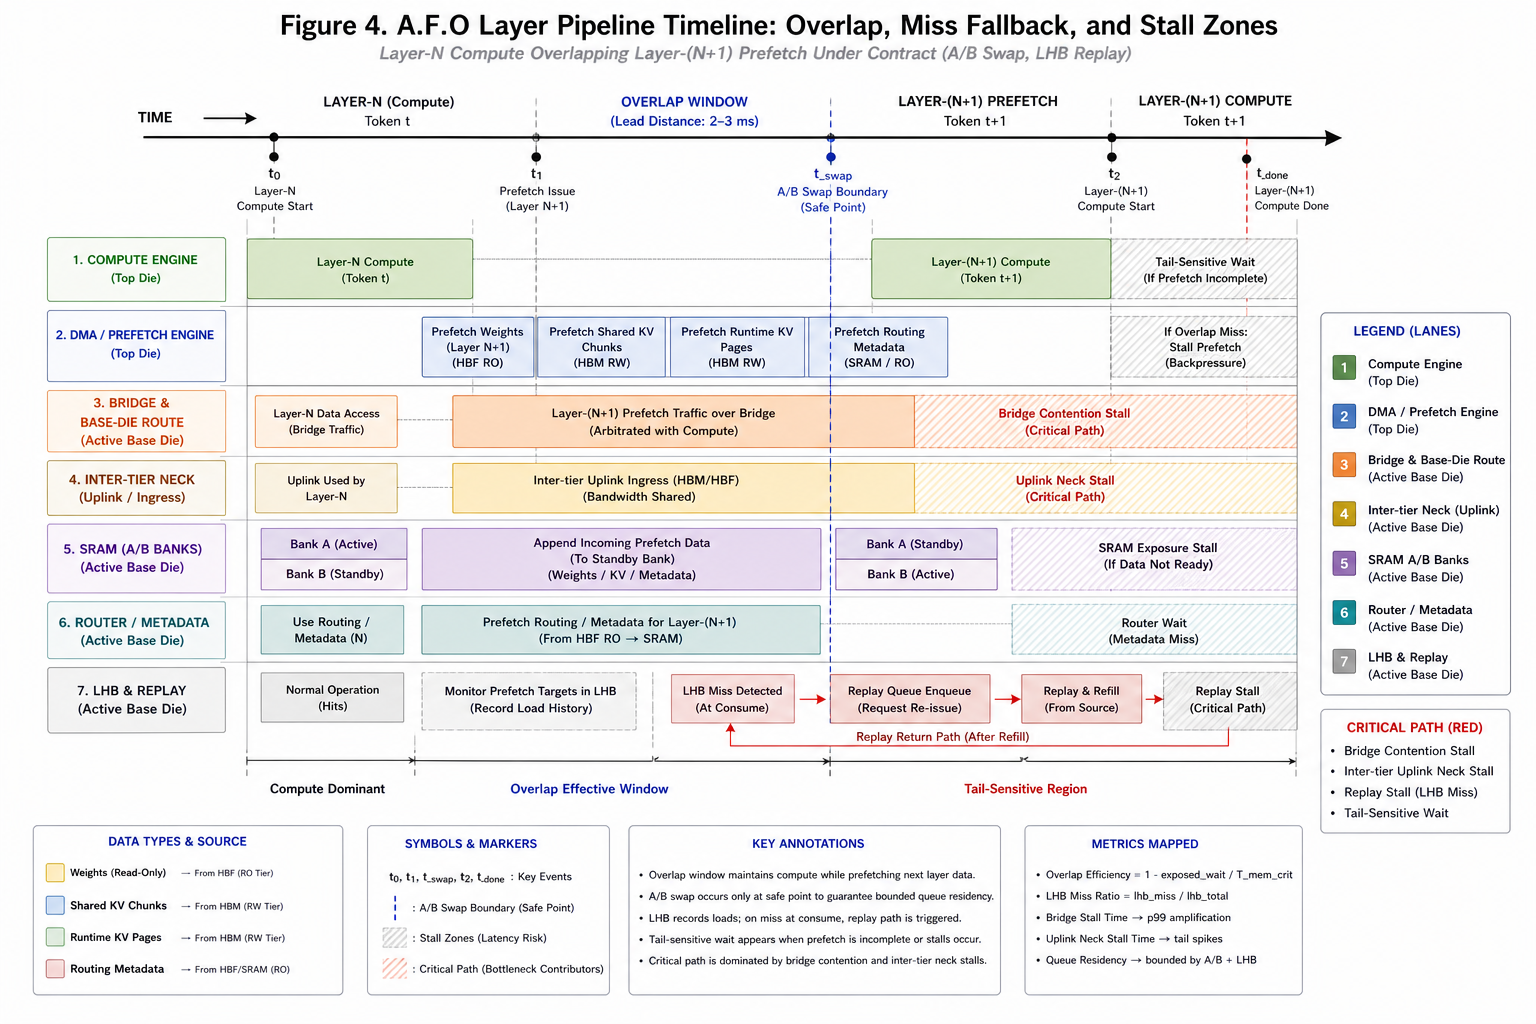 Figure 4. A.F.O Layer Pipeline Timeline: Overlap, Miss Fallback, and Stall Zones
Layer-N Compute Overlapping Layer-(N+1) Prefetch Under Contract (A/B Swap, LHB Replay)
TIME
LAYER-N (Compute)
Token t
OVERLAP WINDOW
(Lead Distance: 2–3 ms)
LAYER-(N+1) PREFETCH
Token t+1
LAYER-(N+1) COMPUTE
Token t+1
t0
Layer-N
Compute Start
t1
Prefetch Issue
(Layer N+1)
t_swap
A/B Swap Boundary
(Safe Point)
t2
Layer-(N+1)
Compute Start
t_done
Layer-(N+1)
Compute Done
1. COMPUTE ENGINE
(Top Die)
Layer-N Compute
(Token t)
Layer-(N+1) Compute
(Token t+1)
Tail-Sensitive Wait
(If Prefetch Incomplete)
2. DMA / PREFETCH ENGINE
(Top Die)
Prefetch Weights
(Layer N+1)
(HBF RO)
Prefetch Shared KV
Chunks
(HBM RW)
Prefetch Runtime KV
Pages
(HBM RW)
Prefetch Routing
Metadata
(SRAM / RO)
If Overlap Miss:
Stall Prefetch
(Backpressure)
3. BRIDGE &
BASE-DIE ROUTE
(Active Base Die)
Layer-N Data Access
(Bridge Traffic)
Layer-(N+1) Prefetch Traffic over Bridge
(Arbitrated with Compute)
Bridge Contention Stall
(Critical Path)
4. INTER-TIER NECK
(Uplink / Ingress)
Uplink Used by
Layer-N
Inter-tier Uplink Ingress (HBM/HBF)
(Bandwidth Shared)
Uplink Neck Stall
(Critical Path)
5. SRAM (A/B BANKS)
(Active Base Die)
Bank A (Active)
Bank B (Standby)
Append Incoming Prefetch Data
(To Standby Bank)
(Weights / KV / Metadata)
Bank A (Standby)
Bank B (Active)
SRAM Exposure Stall
(If Data Not Ready)
6. ROUTER / METADATA
(Active Base Die)
Use Routing /
Metadata (N)
Prefetch Routing / Metadata for Layer-(N+1)
(From HBF RO → SRAM)
Router Wait
(Metadata Miss)
7. LHB & REPLAY
(Active Base Die)
Normal Operation
(Hits)
Monitor Prefetch Targets in LHB
(Record Load History)
LHB Miss Detected
(At Consume)
Replay Queue Enqueue
(Request Re-issue)
Replay & Refill
(From Source)
Replay Stall
(Critical Path)
Replay Return Path (After Refill)
Compute Dominant
Overlap Effective Window
Tail-Sensitive Region
LEGEND (LANES)
1 Compute Engine
(Top Die)
2 DMA / Prefetch Engine
(Top Die)
3 Bridge & Base-Die Route
(Active Base Die)
4 Inter-tier Neck (Uplink)
(Active Base Die)
5 SRAM A/B Banks
(Active Base Die)
6 Router / Metadata
(Active Base Die)
7 LHB & Replay
(Active Base Die)
CRITICAL PATH (RED)
• Bridge Contention Stall
• Inter-tier Uplink Neck Stall
• Replay Stall (LHB Miss)
• Tail-Sensitive Wait
DATA TYPES & SOURCE
Weights (Read-Only) → From HBF (RO Tier)
Shared KV Chunks → From HBM (RW Tier)
Runtime KV Pages → From HBM (RW Tier)
Routing Metadata → From HBF/SRAM (RO)
SYMBOLS & MARKERS
t0, t1, t_swap, t2, t_done : Key Events
: A/B Swap Boundary (Safe Point)
: Stall Zones (Latency Risk)
: Critical Path (Bottleneck Contributors)
KEY ANNOTATIONS
• Overlap window maintains compute while prefetching next layer data.
• A/B swap occurs only at safe point to guarantee bounded queue residency.
• LHB records loads; on miss at consume, replay path is triggered.
• Tail-sensitive wait appears when prefetch is incomplete or stalls occur.
• Critical path is dominated by bridge contention and inter-tier neck stalls.
METRICS MAPPED
• Overlap Efficiency = 1 - exposed_wait / T_mem_crit
• LHB Miss Ratio = lhb_miss / lhb_total
• Bridge Stall Time → p99 amplification
• Uplink Neck Stall Time → tail spikes
• Queue Residency → bounded by A/B + LHB